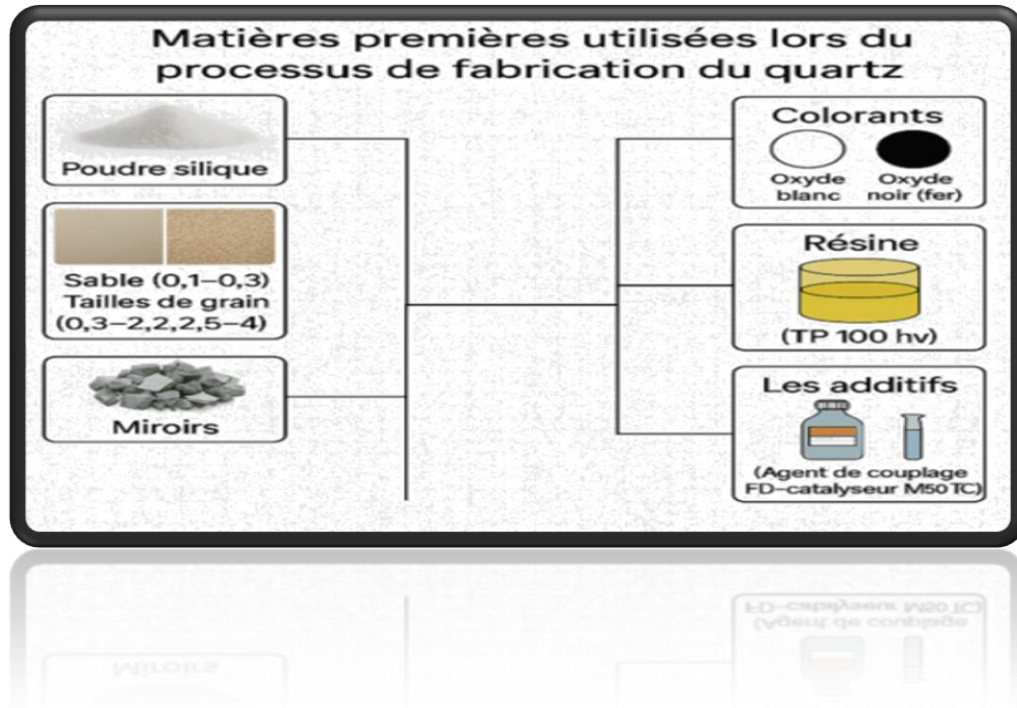 Matières premières utilisées lors du
processus de fabrication du quartz
Poudre silique
Sable (0,1–0,3)
Tailles de grain
(0,3–2,2,2,5–4)
Miroirs
Colorants
Oxyde
blanc
Oxyde
noir (fer)
Résine
(TP 100 hv)
Les additifs
(Agent de couplage
FD-catalyseur M50 TC)